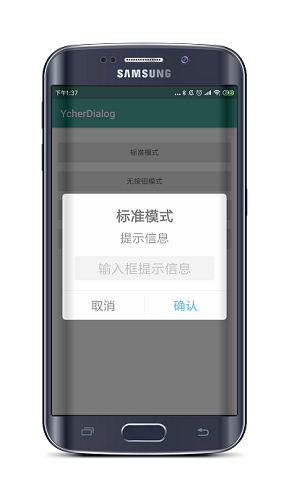 SAMSUNG
下午1:37
YcherDialog
标准模式
无按钮模式
标准模式
提示信息
输入框提示信息
取消
确认